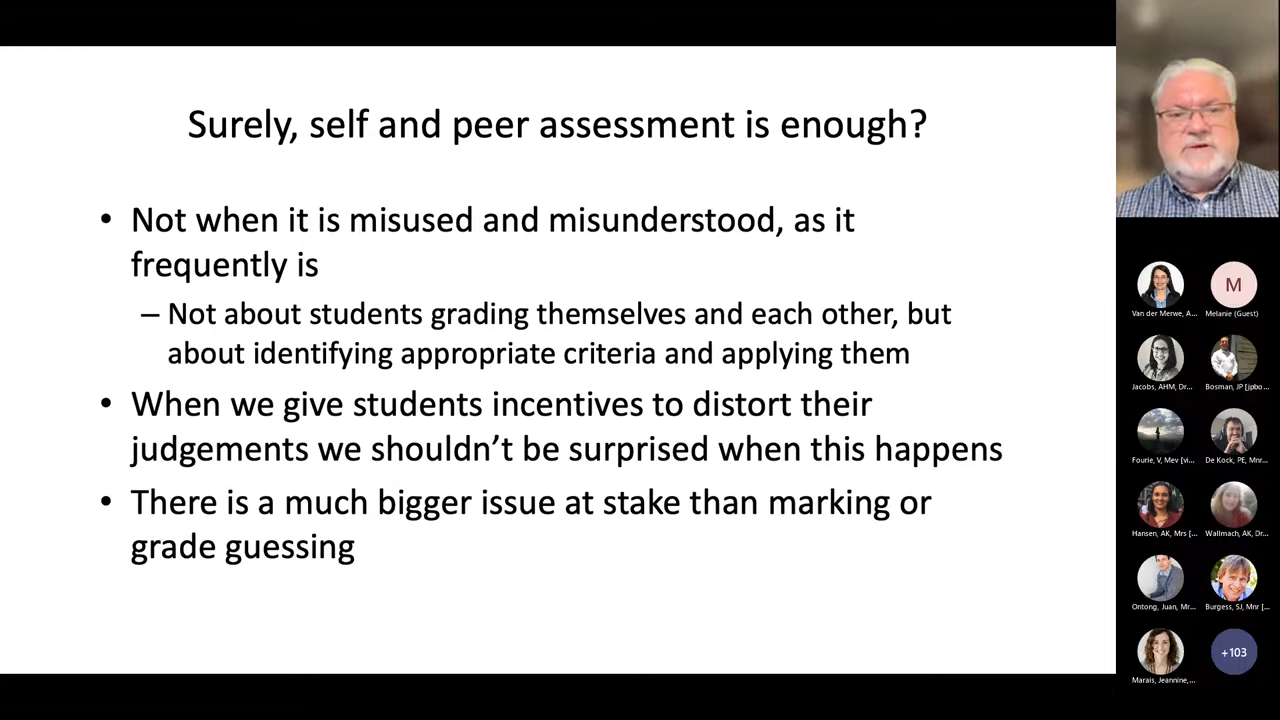 Surely, self and peer assessment is enough?
• Not when it is misused and misunderstood, as it
frequently is
– Not about students grading themselves and each other, but
about identifying appropriate criteria and applying them
• When we give students incentives to distort their
judgements we shouldn't be surprised when this happens
• There is a much bigger issue at stake than marking or
grade guessing
M
Van der Merwe, A... Melanie (Guest)
Jacobs, AHM, Dr... Bosman, JP [jpbo...
Fourie, V, Mev [vi... De Kock, PE, Mnr...
Hansen, AK, Mrs [... Wallmach, AK, Dr...
Ontong, Juan, Mr... Burgess, SJ, Mnr [...
+103
Marais, Jeannine,...